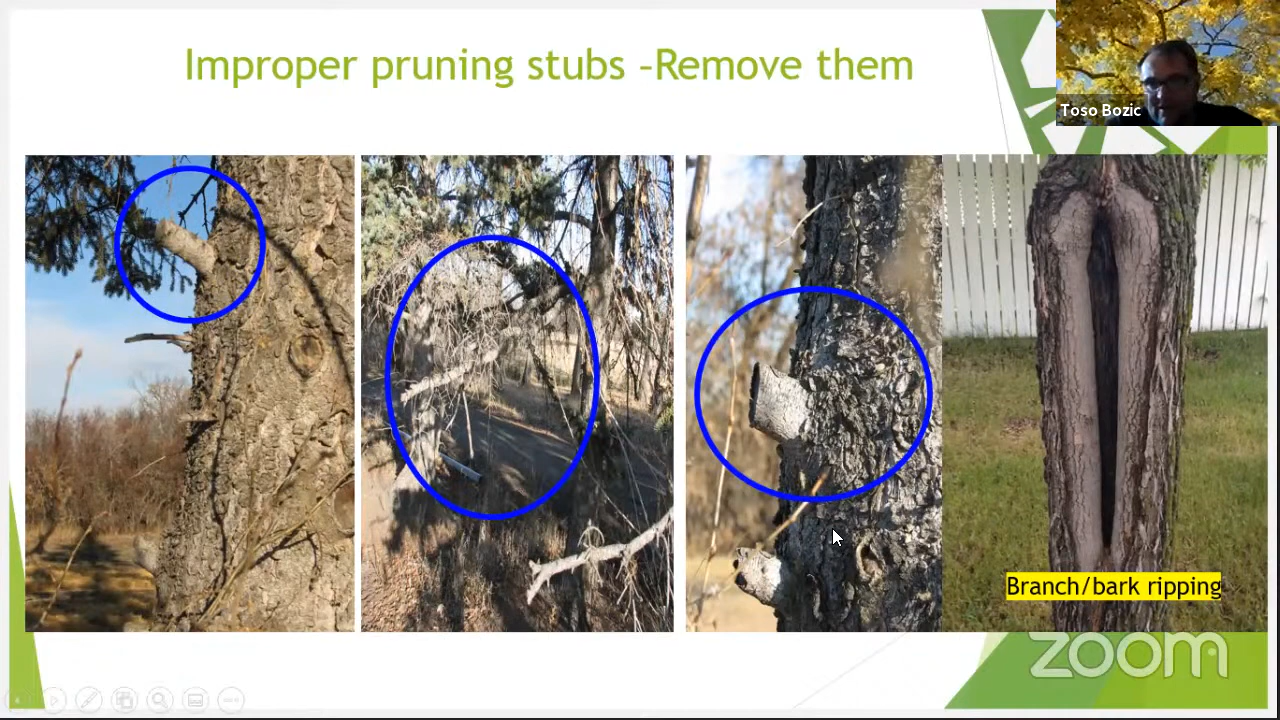 Improper pruning stubs -Remove them
Toso Bozic
Branch/bark ripping
zoom